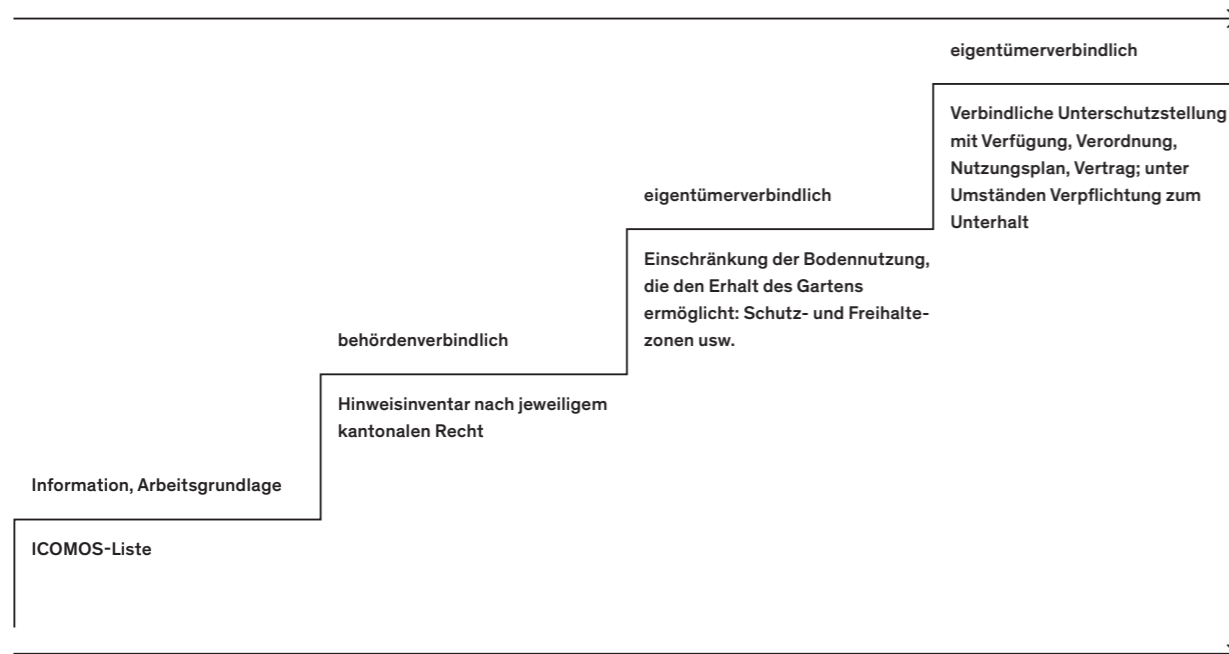 eigentümerverbindlich
Verbindliche Unterschutzstellung
mit Verfügung, Verordnung,
Nutzungsplan, Vertrag; unter
Umständen Verpflichtung zum
Unterhalt
eigentümerverbindlich
Einschränkung der Bodennutzung,
die den Erhalt des Gartens
ermöglicht: Schutz- und Freihalte-
zonen usw.
behördenverbindlich
Hinweisinventar nach jeweiligem
kantonalen Recht
Information, Arbeitsgrundlage
ICOMOS-Liste